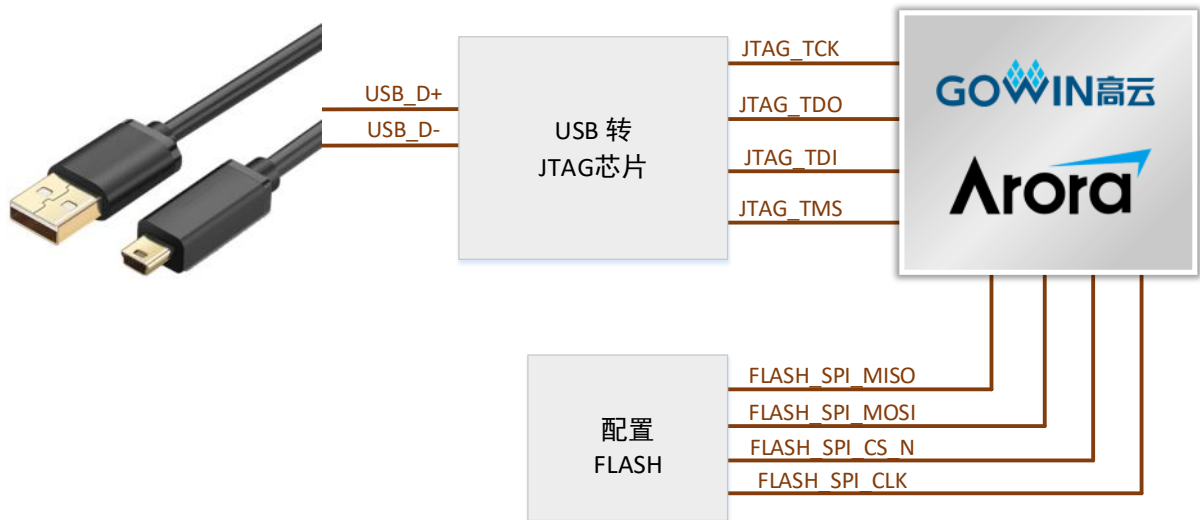 USB_D+
USB_D-
USB 转
JTAG芯片
JTAG_TCK
JTAG_TDO
JTAG_TDI
JTAG_TMS
GOWIN高云
Arora
配置
FLASH
FLASH_SPI_MISO
FLASH_SPI_MOSI
FLASH_SPI_CS_N
FLASH_SPI_CLK